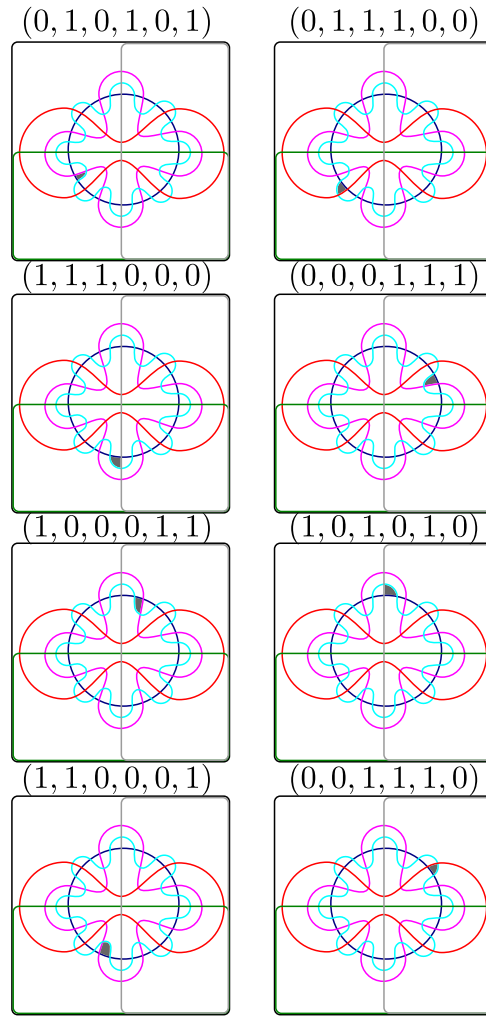 (0, 1, 0, 1, 0, 1) (0, 1, 1, 1, 0, 0)
(1, 1, 1, 0, 0, 0) (0, 0, 0, 1, 1, 1)
(1, 0, 0, 0, 1, 1) (1, 0, 1, 0, 1, 0)
(1, 1, 0, 0, 0, 1) (0, 0, 1, 1, 1, 0)